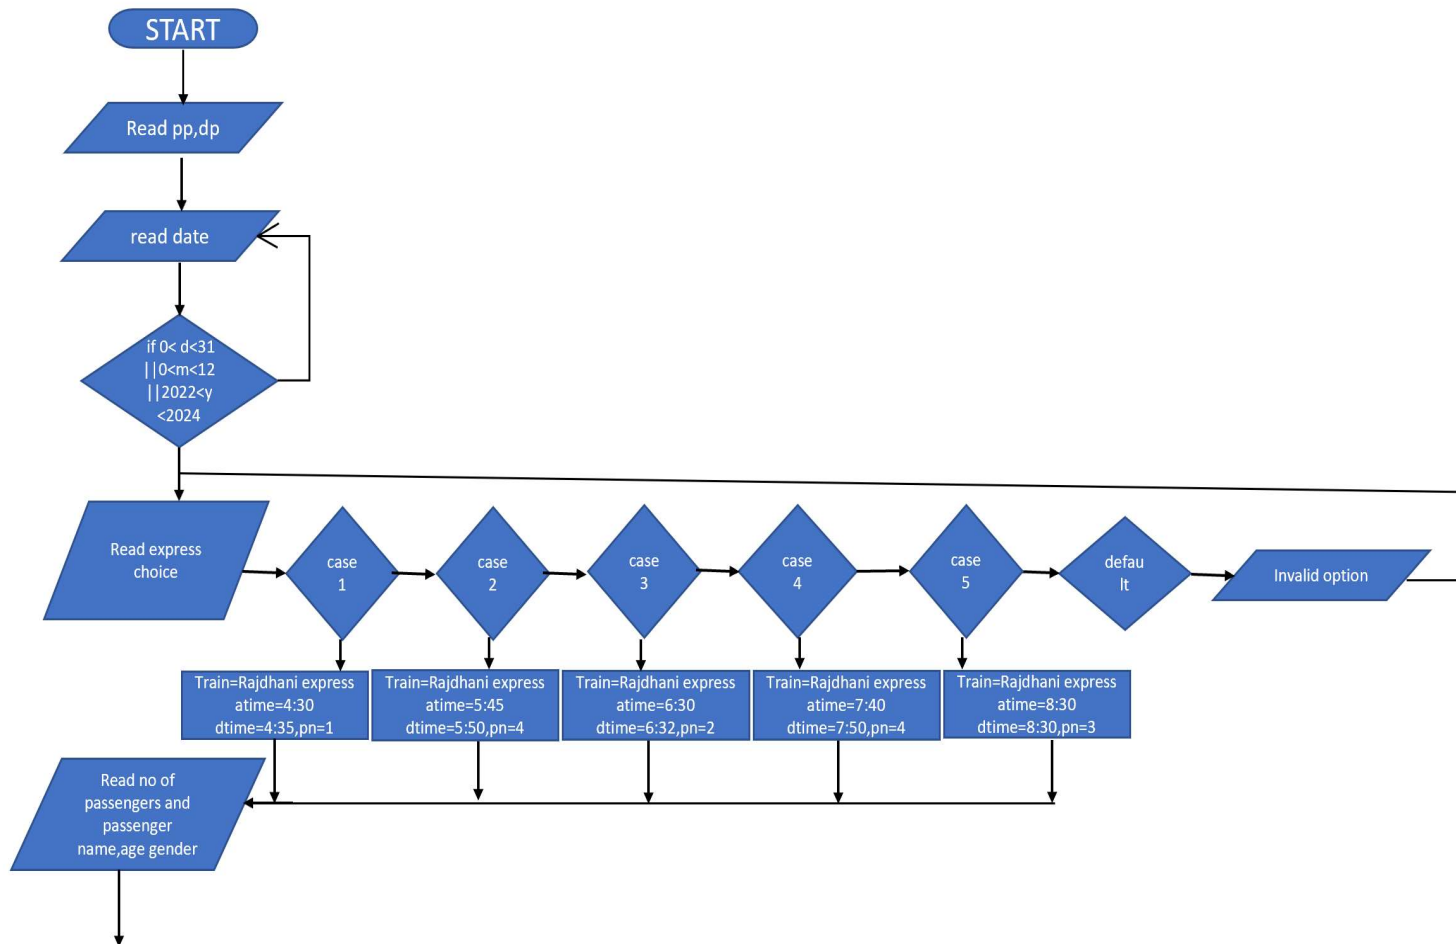 START
Read pp,dp
read date
if 0< d<31
||0<m<12
||2022<y
<2024
Read express
choice
case
1
case
2
case
3
case
4
case
5
defau
lt
Invalid option
Train=Rajdhani express
atime=4:30
dtime=4:35,pn=1
Train=Rajdhani express
atime=5:45
dtime=5:50,pn=4
Train=Rajdhani express
atime=6:30
dtime=6:32,pn=2
Train=Rajdhani express
atime=7:40
dtime=7:50,pn=4
Train=Rajdhani express
atime=8:30
dtime=8:30,pn=3
Read no of
passengers and
passenger
name,age gender